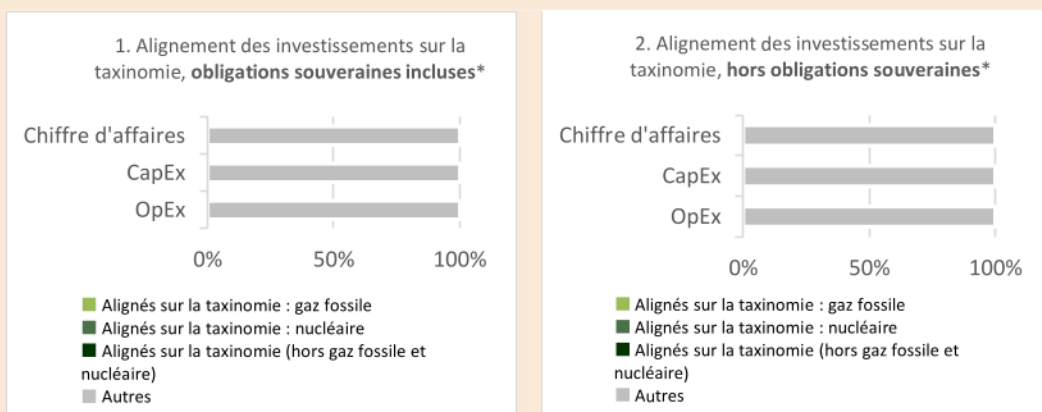 1. Alignement des investissements sur la
taxinomie, obligations souveraines incluses*
Chiffre d'affaires
CapEx
OpEx
0% 50% 100%
Alignés sur la taxinomie : gaz fossile
Alignés sur la taxinomie : nucléaire
Alignés sur la taxinomie (hors gaz fossile et
nucléaire)
Autres
2. Alignement des investissements sur la
taxinomie, hors obligations souveraines*
Chiffre d'affaires
CapEx
OpEx
0% 50% 100%
Alignés sur la taxinomie : gaz fossile
Alignés sur la taxinomie : nucléaire
Alignés sur la taxinomie (hors gaz fossile et
nucléaire)
Autres